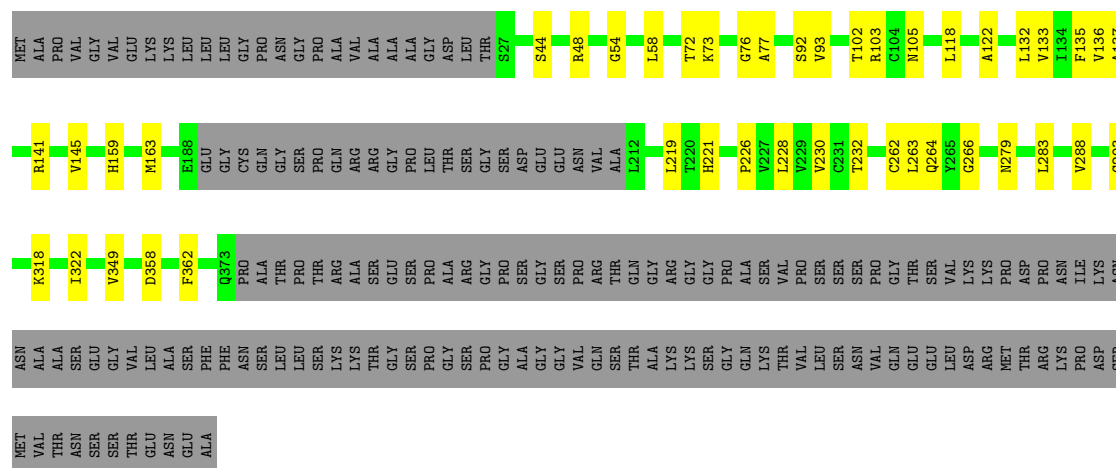 MET ALA PRO VAL GLY VAL GLU LYS LYS LEU LEU LEU GLY PRO ASN GLY PRO ALA VAL ALA ALA ALA GLY ASP LEU THR S27 S44 R48 G54 L58 T72 K73 G76 A77 S92 V93 T102 R103 C104 N105 L118 A122 L132 V133 I134 F135 V136
R141 V145 H159 M163 E188 GLU GLY CYS GLN GLY SER PRO GLN ARG ARG GLY PRO LEU THR SER GLY SER ASP GLU GLU ASN VAL ALA L212 L219 T220 H221 P226 V227 L228 V229 V230 C231 T232 C262 L263 Q264 Y265 G266 N279 L283 V288
K318 I322 V349 D358 F362 Q373 PRO ALA THR PRO THR ARG ALA SER GLU SER PRO ALA ARG GLY PRO SER GLY SER PRO ARG THR GLN GLY ARG GLY GLY PRO ALA SER VAL PRO SER SER SER PRO GLY THR SER VAL LYS LYS PRO ASP PRO ASN ILE LYS
ASN ALA ALA SER GLU GLY VAL LEU ALA SER PHE PHE ASN SER LEU LEU SER LYS LYS THR GLY SER PRO GLY SER PRO GLY ALA GLY GLY VAL GLN SER THR ALA LYS LYS SER GLY GLN LYS THR VAL LEU SER ASN VAL GLN GLU GLU LEU ASP ARG MET THR ARG LYS PRO ASP
MET VAL THR ASN SER SER THR GLU ASN GLU ALA